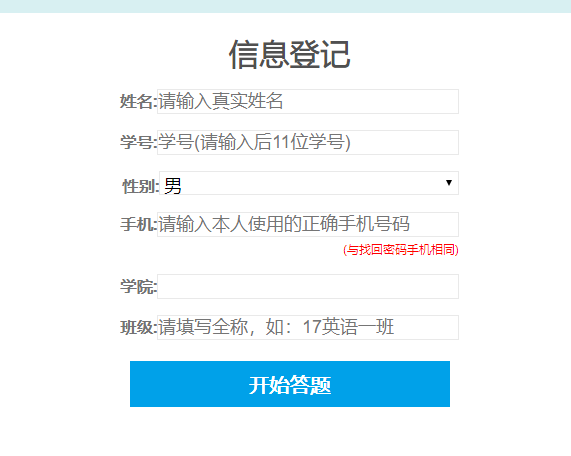 信息登记
姓名:请输入真实姓名
学号:学号(请输入后11位学号)
性别:男
手机:请输入本人使用的正确手机号码
(与找回密码手机相同)
学院:
班级:请填写全称，如：17英语一班
开始答题